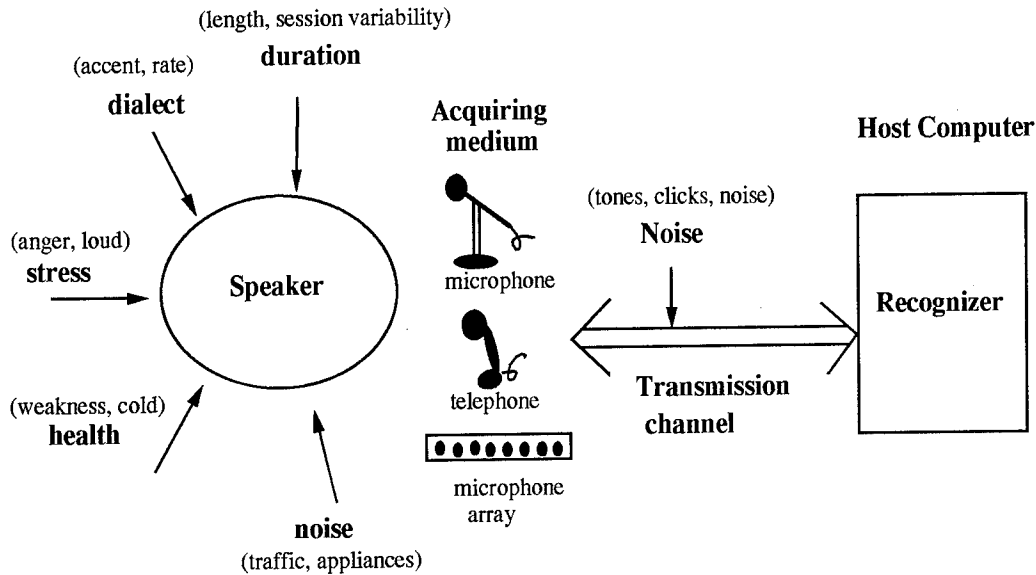 (length, session variability)
duration
(accent, rate)
dialect
(anger, loud)
stress
Speaker
(weakness, cold)
health
noise
(traffic, appliances)
Acquiring
medium
microphone
telephone
microphone
array
(tones, clicks, noise)
Noise
Transmission
channel
Host Computer
Recognizer